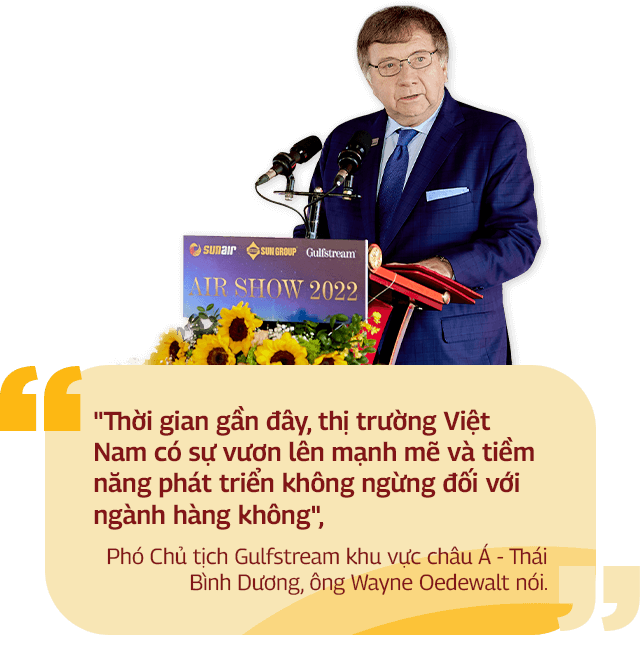 sunair
SUN GROUP
Gulfstream
AIR SHOW 2022
"Thời gian gần đây, thị trường Việt
Nam có sự vươn lên mạnh mẽ và tiềm
năng phát triển không ngừng đối với
ngành hàng không",
Phó Chủ tịch Gulfstream khu vực châu Á - Thái
Bình Dương, ông Wayne Oedewalt nói.